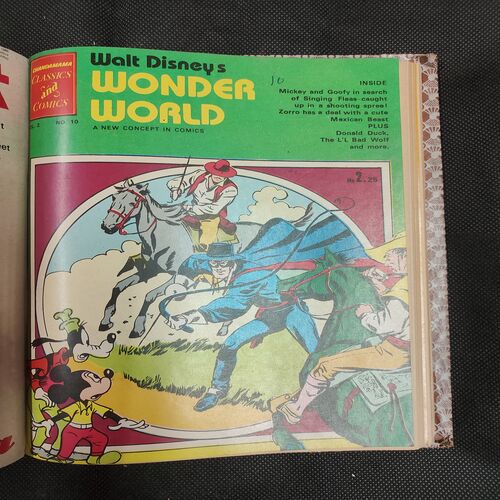 CHANDAMAMA
CLASSICS
and
COMICS
NO. 10
Walt Disneys
WONDER
WORLD
A NEW CONCEPT IN COMICS
10
INSIDE
Mickey and Goofy in search
of Singing Fleas caught
up in a shooting spree!
Zorro has a deal with a cute
Mexican Beast
PLUS
Donald Duck,
The L'L Bad Wolf
and more.
Rs 2.25
L
A
t
et